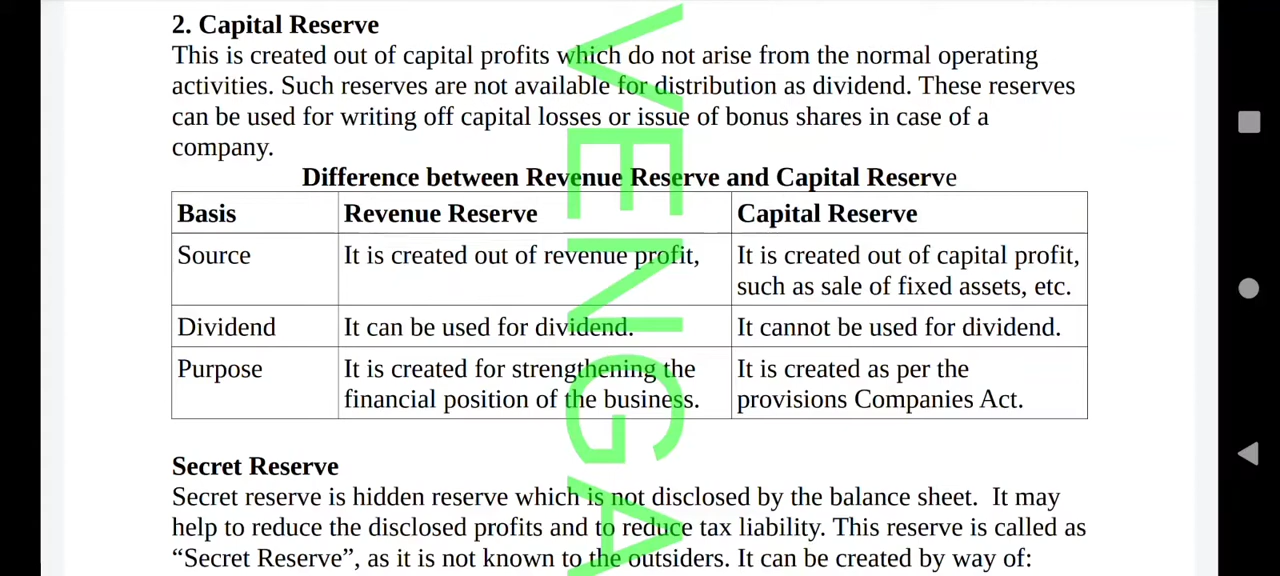 2. Capital Reserve
This is created out of capital profits which do not arise from the normal operating
activities. Such reserves are not available for distribution as dividend. These reserves
can be used for writing off capital losses or issue of bonus shares in case of a
company.
Difference between Revenue Reserve and Capital Reserve
Basis Revenue Reserve Capital Reserve
Source It is created out of revenue profit, It is created out of capital profit,
such as sale of fixed assets, etc.
Dividend It can be used for dividend. It cannot be used for dividend.
Purpose It is created for strengthening the It is created as per the
financial position of the business. provisions Companies Act.
Secret Reserve
Secret reserve is hidden reserve which is not disclosed by the balance sheet. It may
help to reduce the disclosed profits and to reduce tax liability. This reserve is called as
“Secret Reserve”, as it is not known to the outsiders. It can be created by way of:
VENGA